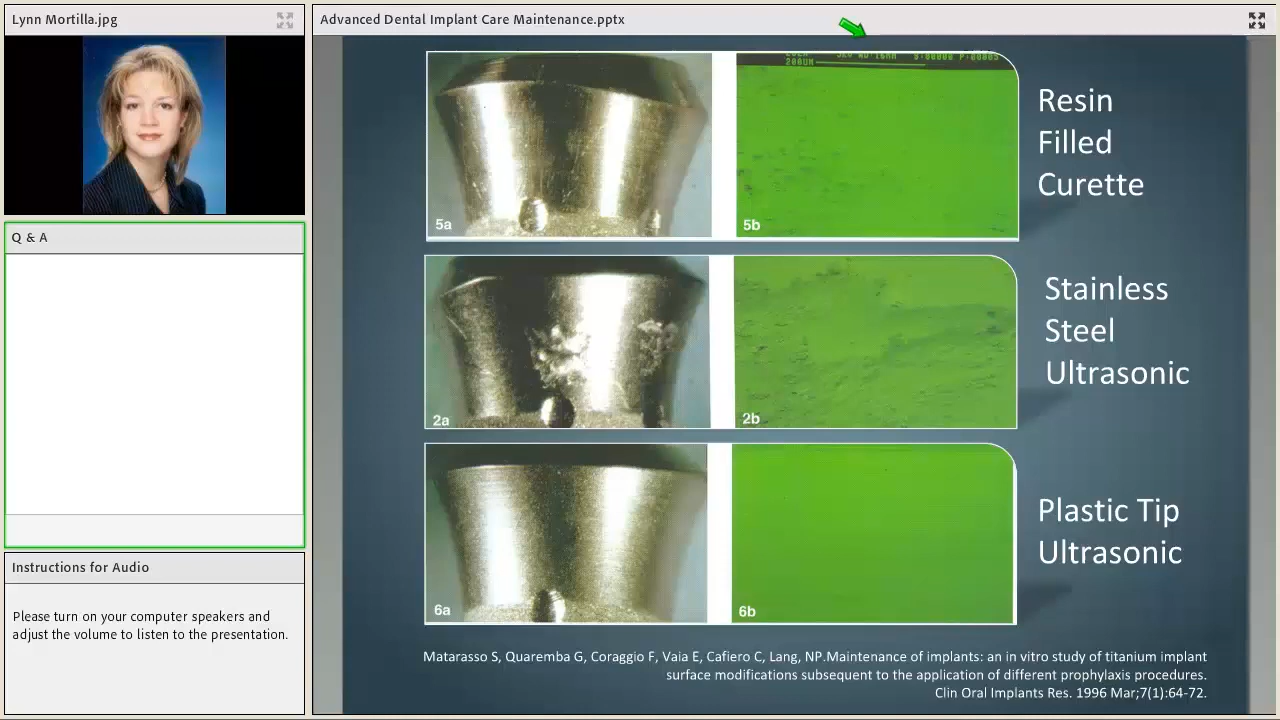 Lynn Mortilla.jpg
Q & A
Instructions for Audio
Please turn on your computer speakers and
adjust the volume to listen to the presentation.
Advanced Dental Implant Care Maintenance.pptx
200UM
5a
5b
Resin
Filled
Curette
2a
2b
Stainless
Steel
Ultrasonic
6a
6b
Plastic Tip
Ultrasonic
Matarasso S, Quaremba G, Coraggio F, Vaia E, Cafiero C, Lang, NP.Maintenance of implants: an in vitro study of titanium implant
surface modifications subsequent to the application of different prophylaxis procedures.
Clin Oral Implants Res. 1996 Mar;7(1):64-72.